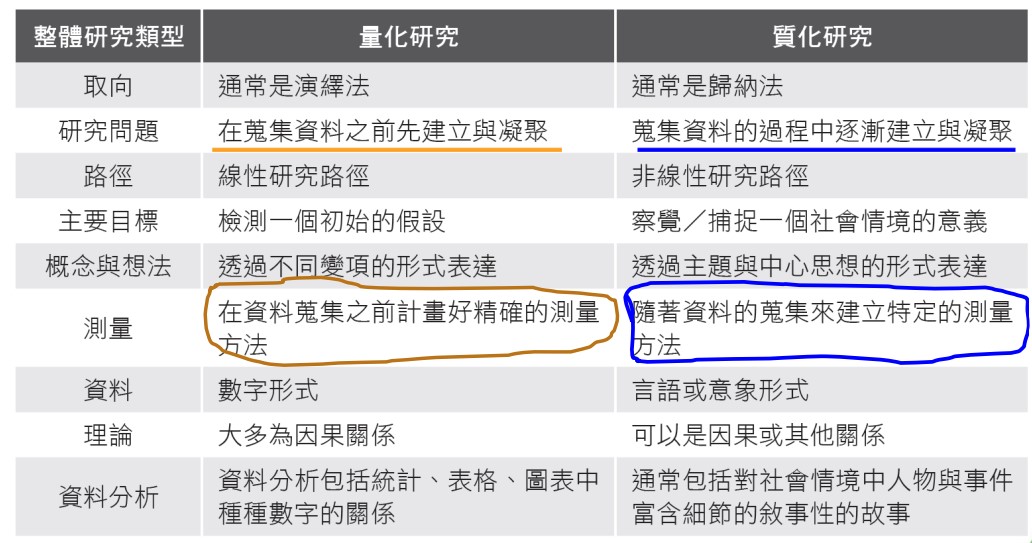 整體研究類型 量化研究 質化研究
取向 通常是演繹法 通常是歸納法
研究問題 在蒐集資料之前先建立與凝聚 蒐集資料的過程中逐漸建立與凝聚
路徑 線性研究路徑 非線性研究路徑
主要目標 檢測一個初始的假設 察覺／捕捉一個社會情境的意義
概念與想法 透過不同變項的形式表達 透過主題與中心思想的形式表達
測量 在資料蒐集之前計畫好精確的測量 隨著資料的蒐集來建立特定的測量
方法 方法
資料 數字形式 言語或意象形式
理論 大多為因果關係 可以是因果或其他關係
資料分析 資料分析包括統計、表格、圖表中 通常包括對社會情境中人物與事件
種種數字的關係 富含細節的敘事性的故事